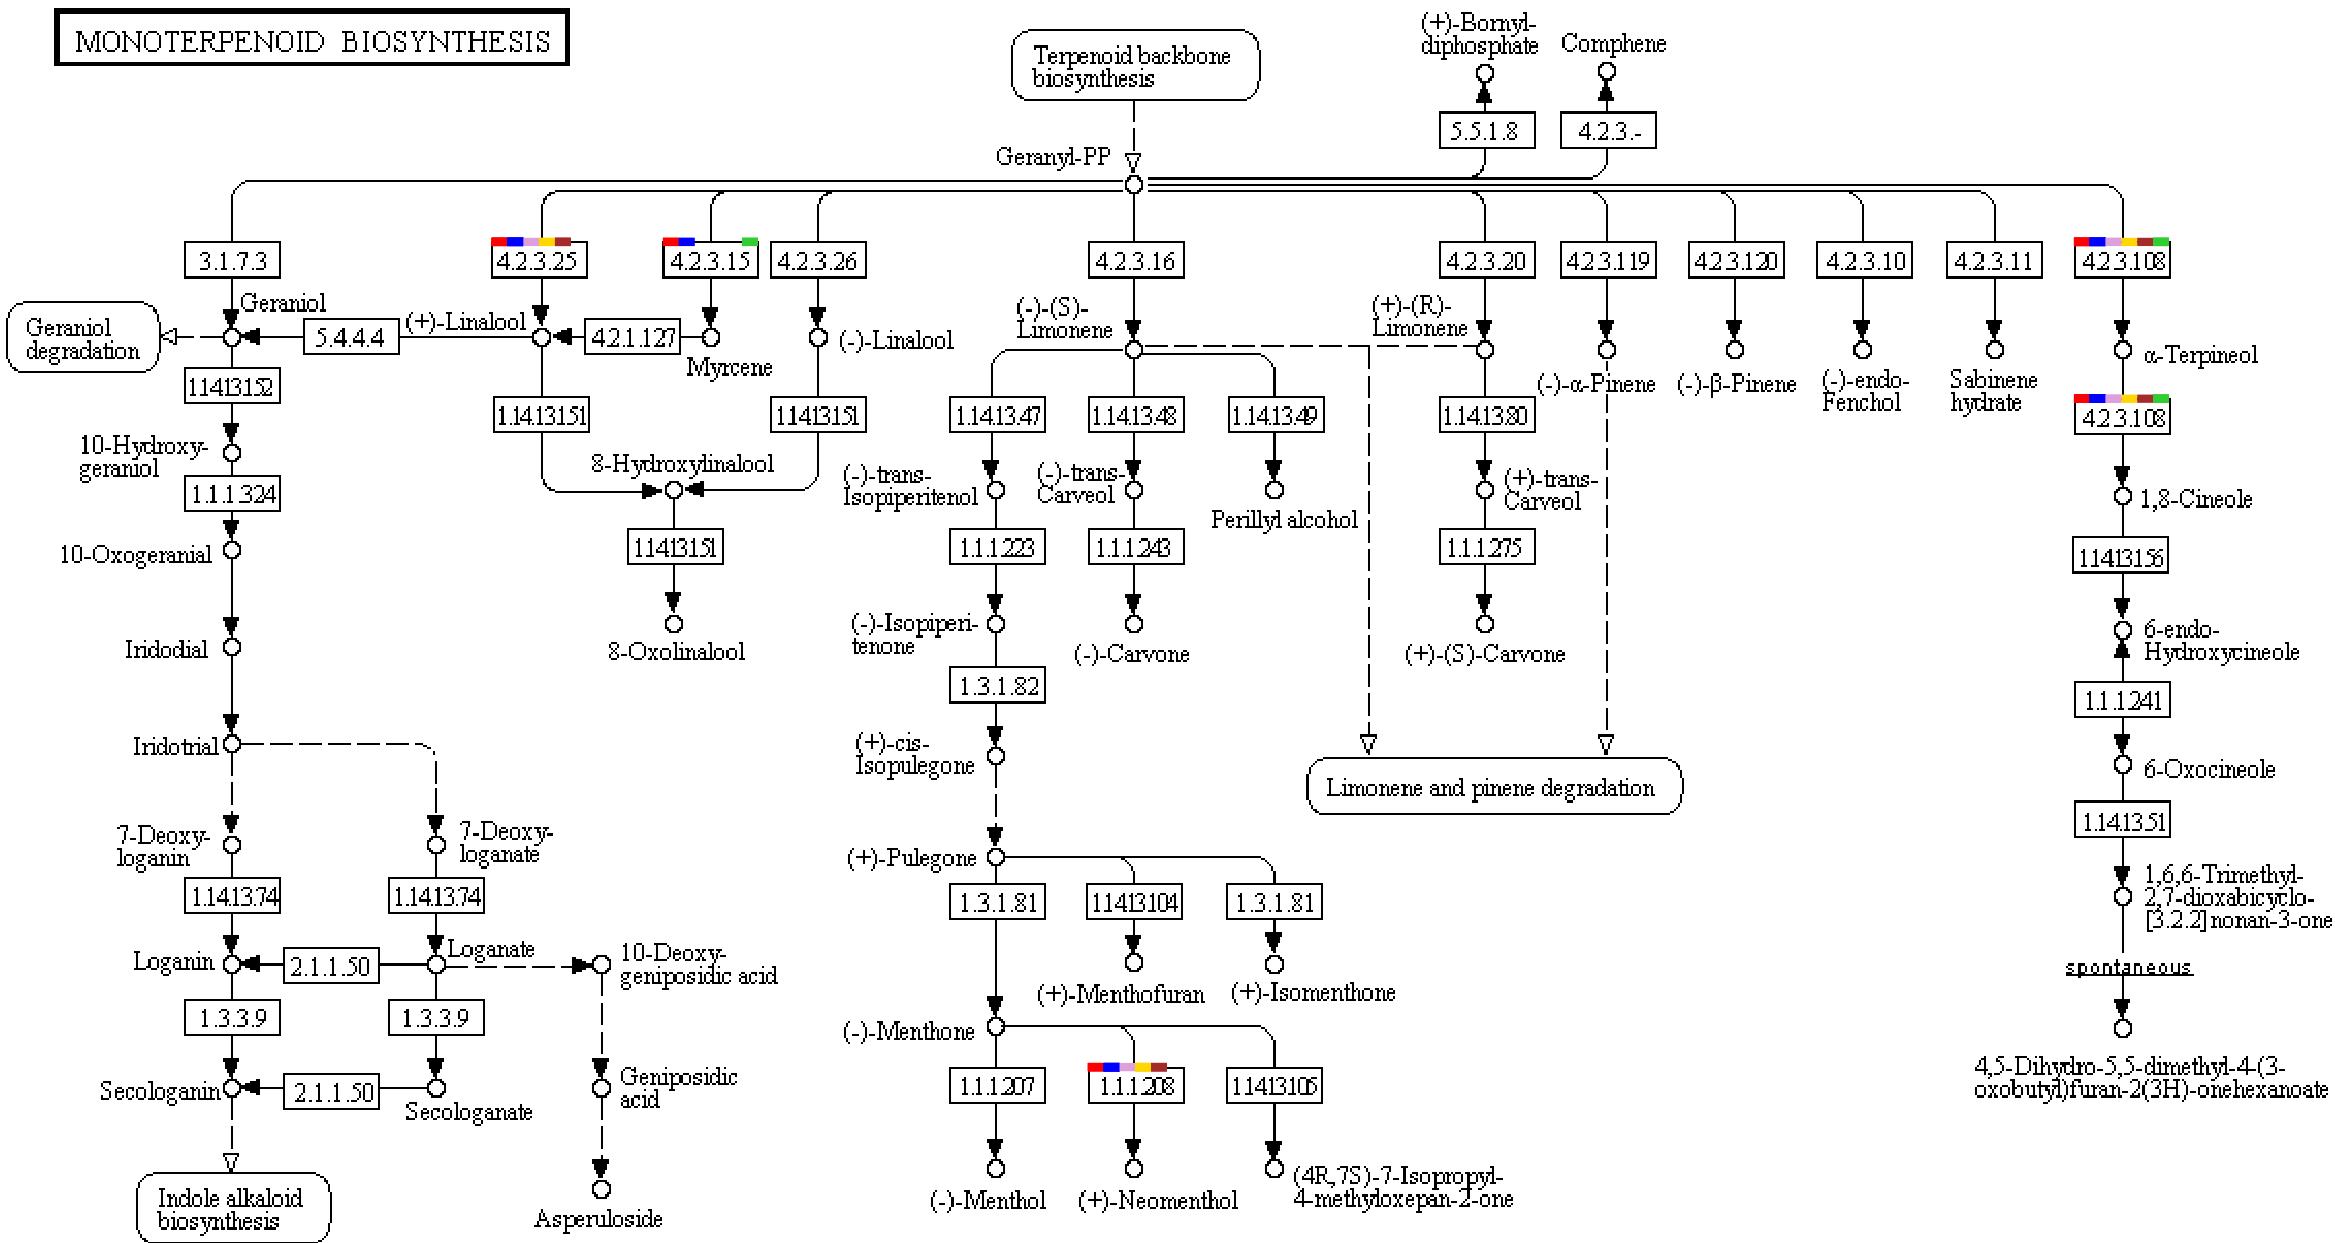 MONOTERPENOID BIOSYNTHESIS
Terpenoid backbone
biosynthesis
(+)-Bornyl-
diphosphate
Comphene
5.5.1.8
4.2.3.-
Geranyl-PP
3.1.7.3
4.2.3.25
4.2.3.15
4.2.3.26
4.2.3.16
4.2.3.20
4.2.3.119
4.2.3.120
4.2.3.10
4.2.3.11
4.2.3.108
Geraniol
degradation
Geraniol
5.4.4.4
(+)-Linalool
4.2.1.127
Myrcene
(-)-Linalool
(-)-(S)-
Limonene
(+)-(R)-
Limonene
(-)-α-Pinene
(-)-β-Pinene
(-)-endo-
Fenchol
Sabinene
hydrate
α-Terpineol
1.14.13.152
1.14.13.151
1.14.13.151
1.14.13.47
1.14.13.48
1.14.13.49
1.14.13.80
4.2.3.108
10-Hydroxy-
geraniol
8-Hydroxylinalool
(-)-trans-
Isopiperitenol
(-)-trans-
Carveol
Perillyl alcohol
(+)-trans-
Carveol
1,8-Cineole
1.1.1.324
1.14.13.151
1.1.1.223
1.1.1.243
1.1.1.275
1.14.13.156
10-Oxogeranial
8-Oxolinalool
(-)-Isopiperi-
tenone
(-)-Carvone
(+)-(S)-Carvone
6-endo-
Hydroxycineole
Iridodial
1.3.1.82
1.1.1.241
Iridotrial
(+)-cis-
Isopulegone
Limonene and pinene degradation
6-Oxocineole
7-Deoxy-
loganin
7-Deoxy-
loganate
(+)-Pulegone
1.14.13.51
1.14.13.74
1.14.13.74
1.3.1.81
1.14.13.104
1.3.1.81
1,6,6-Trimethyl-
2,7-dioxabicyclo-
[3.2.2]nonan-3-one
Loganin
2.1.1.50
Loganate
10-Deoxy-
geniposidic acid
(+)-Menthofuran
(+)-Isomenthone
spontaneous
1.3.3.9
1.3.3.9
(-)-Menthone
Secologanin
2.1.1.50
Secologanate
Geniposidic
acid
1.1.1.207
1.1.1.208
1.14.13.105
4,5-Dihydro-5,5-dimethyl-4-(3-
oxobutyl)furan-2(3H)-onehexanoate
Indole alkaloid
biosynthesis
Asperuloside
(-)-Menthol
(+)-Neomenthol
(4R,7S)-7-Isopropyl-
4-methyloxepan-2-one